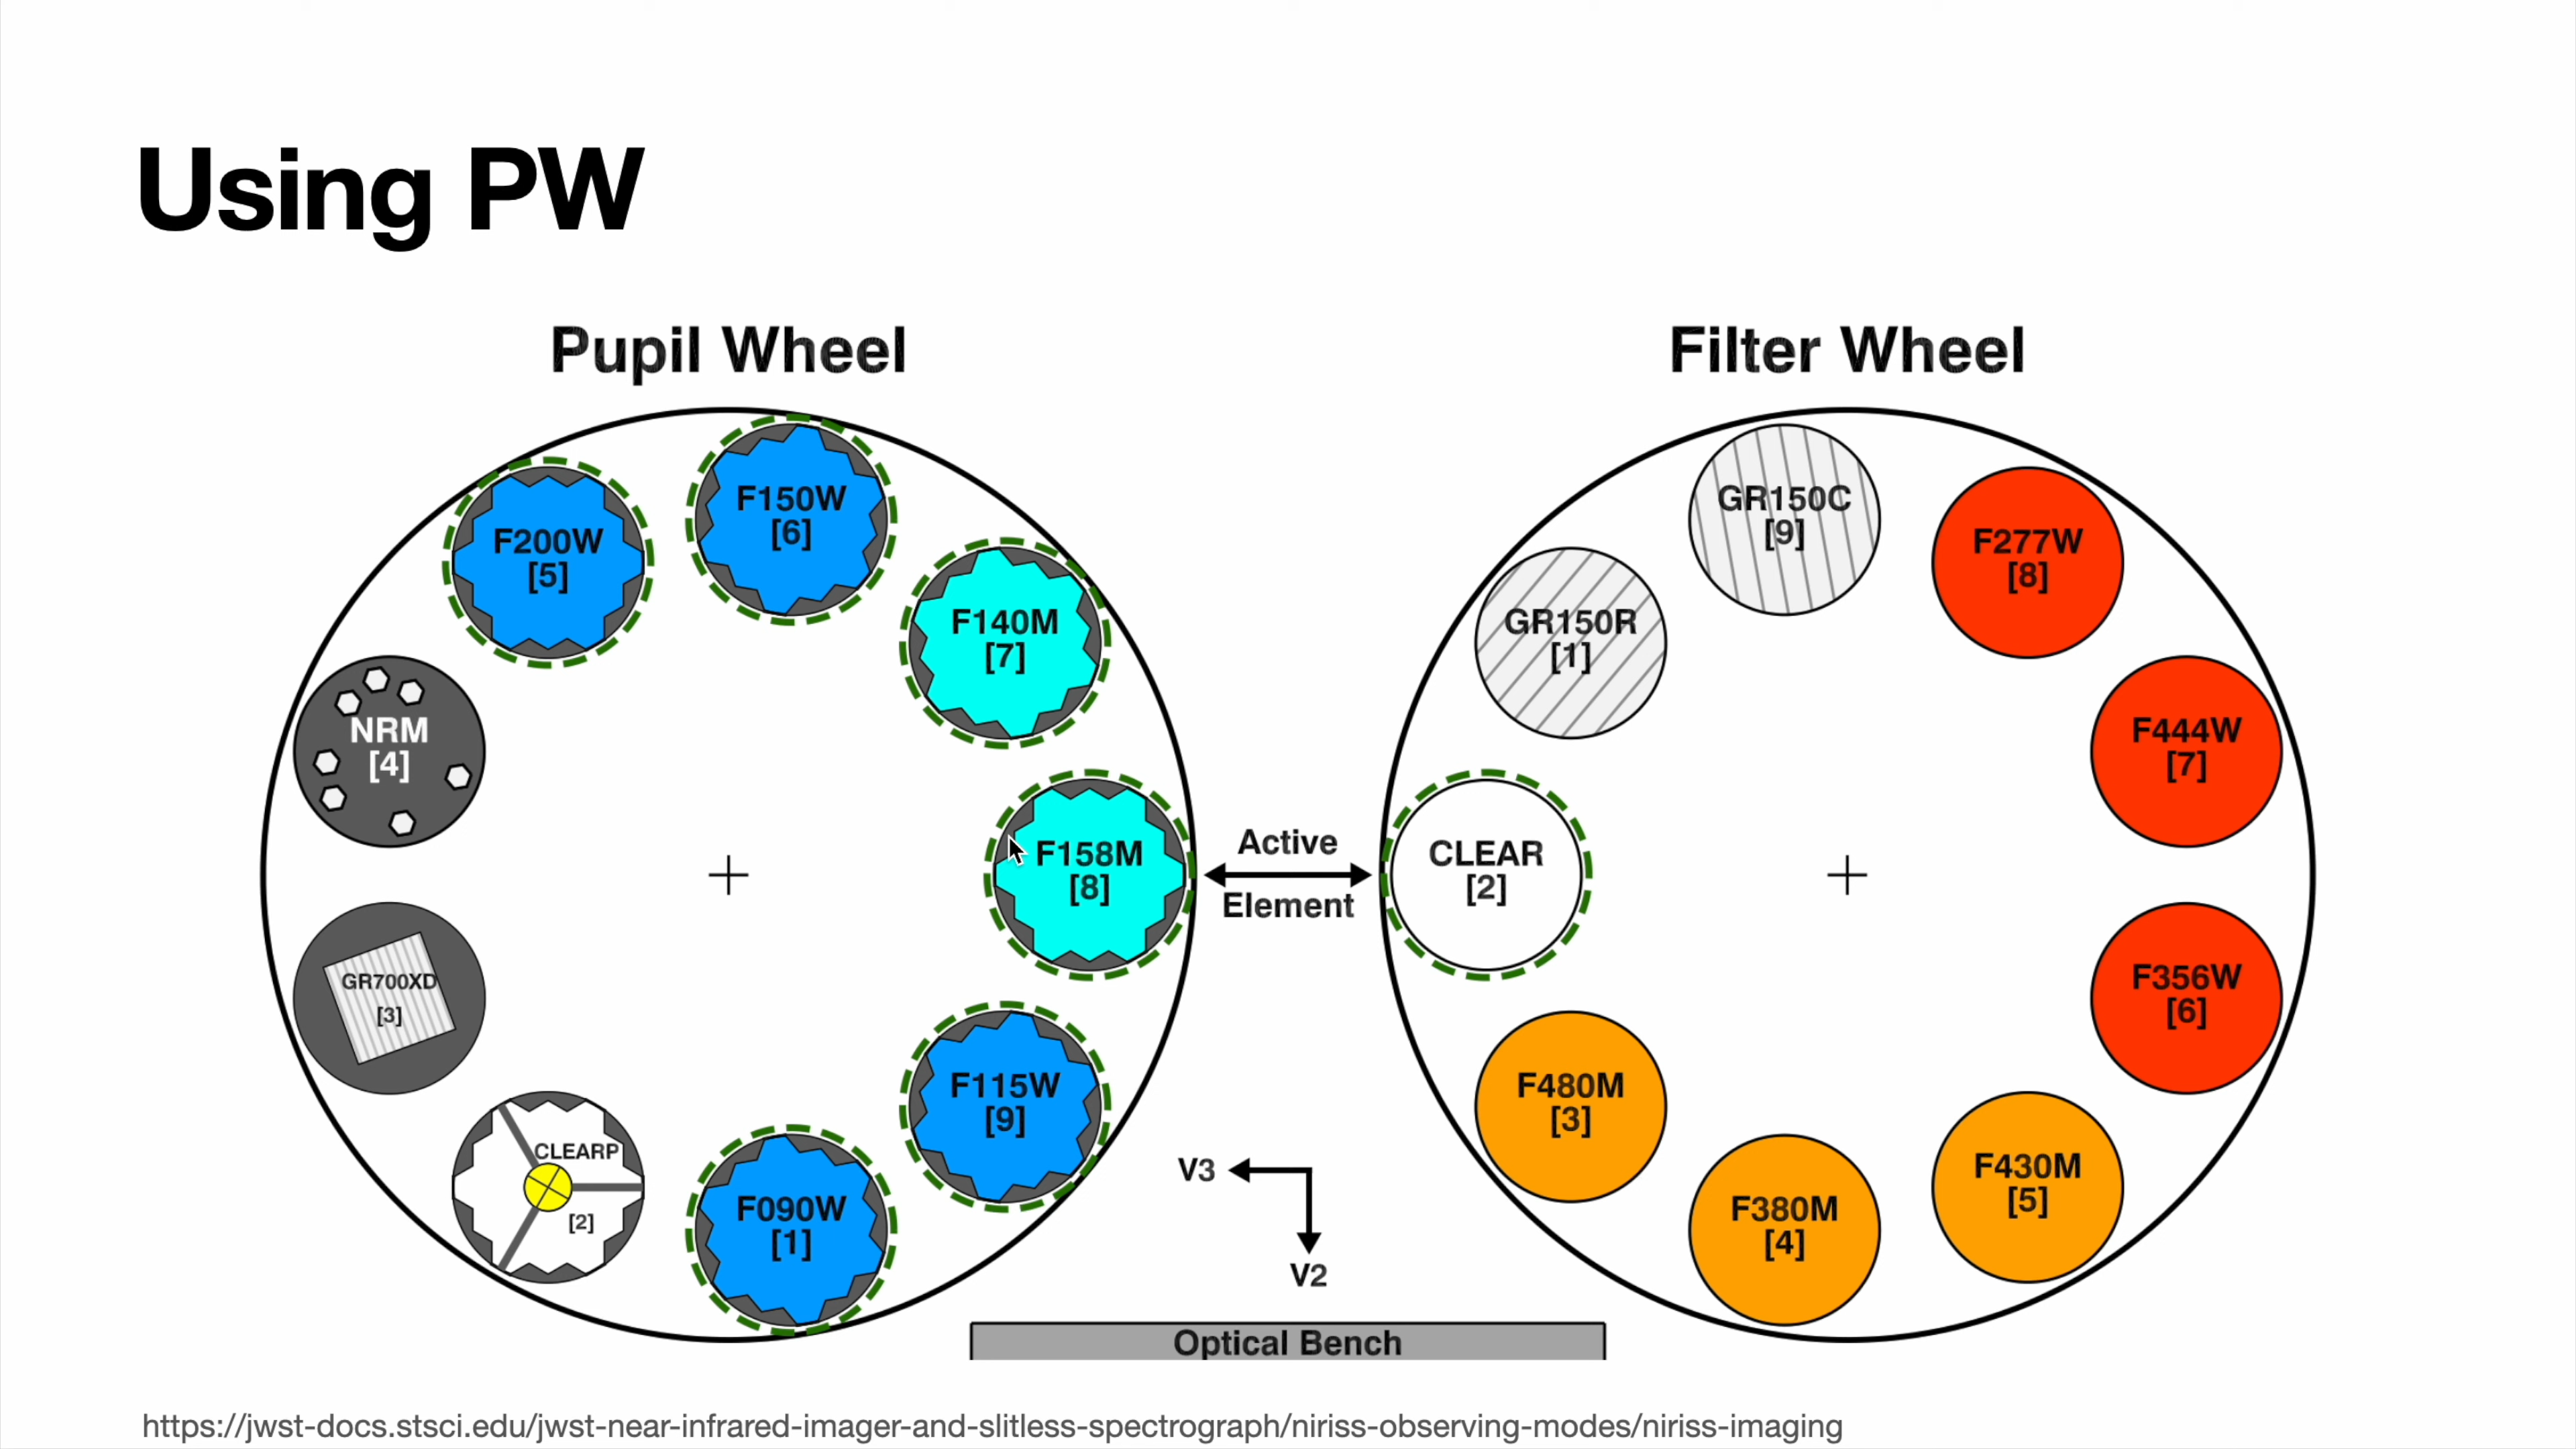 Using PW
Pupil Wheel
Filter Wheel
F150W
[6]
F200W
[5]
F140M
[7]
NRM
[4]
F158M
[8]
GR700XD
[3]
F115W
[9]
CLEARP
[2]
F090W
[1]
Active
Element
GR150C
[9]
F277W
[8]
GR150R
[1]
F444W
[7]
CLEAR
[2]
F356W
[6]
F480M
[3]
F430M
[5]
F380M
[4]
V3
V2
Optical Bench
https://jwst-docs.stsci.edu/jwst-near-infrared-imager-and-slitless-spectrograph/niriss-observing-modes/niriss-imaging